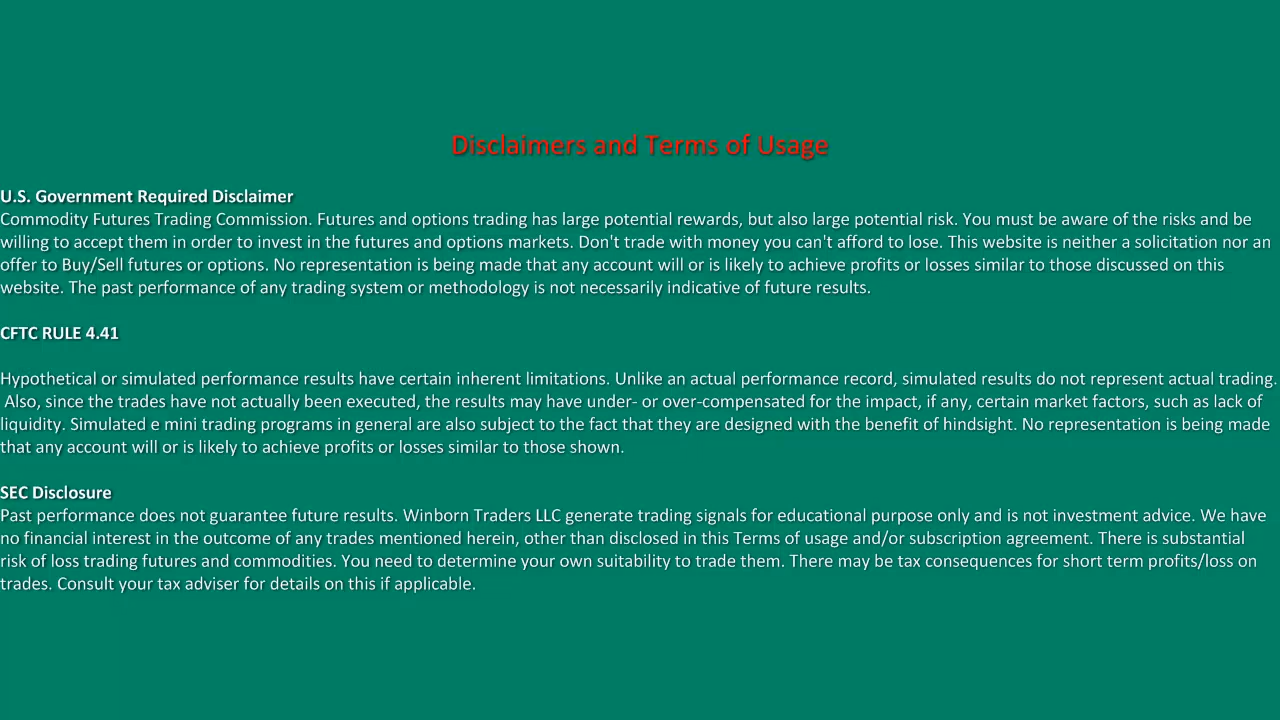 Disclaimers and Terms of Usage
U.S. Government Required Disclaimer
Commodity Futures Trading Commission. Futures and options trading has large potential rewards, but also large potential risk. You must be aware of the risks and be
willing to accept them in order to invest in the futures and options markets. Don't trade with money you can't afford to lose. This website is neither a solicitation nor an
offer to Buy/Sell futures or options. No representation is being made that any account will or is likely to achieve profits or losses similar to those discussed on this
website. The past performance of any trading system or methodology is not necessarily indicative of future results.
CFTC RULE 4.41
Hypothetical or simulated performance results have certain inherent limitations. Unlike an actual performance record, simulated results do not represent actual trading.
Also, since the trades have not actually been executed, the results may have under- or over-compensated for the impact, if any, certain market factors, such as lack of
liquidity. Simulated e mini trading programs in general are also subject to the fact that they are designed with the benefit of hindsight. No representation is being made
that any account will or is likely to achieve profits or losses similar to those shown.
SEC Disclosure
Past performance does not guarantee future results. Winborn Traders LLC generate trading signals for educational purpose only and is not investment advice. We have
no financial interest in the outcome of any trades mentioned herein, other than disclosed in this Terms of usage and/or subscription agreement. There is substantial
risk of loss trading futures and commodities. You need to determine your own suitability to trade them. There may be tax consequences for short term profits/loss on
trades. Consult your tax adviser for details on this if applicable.